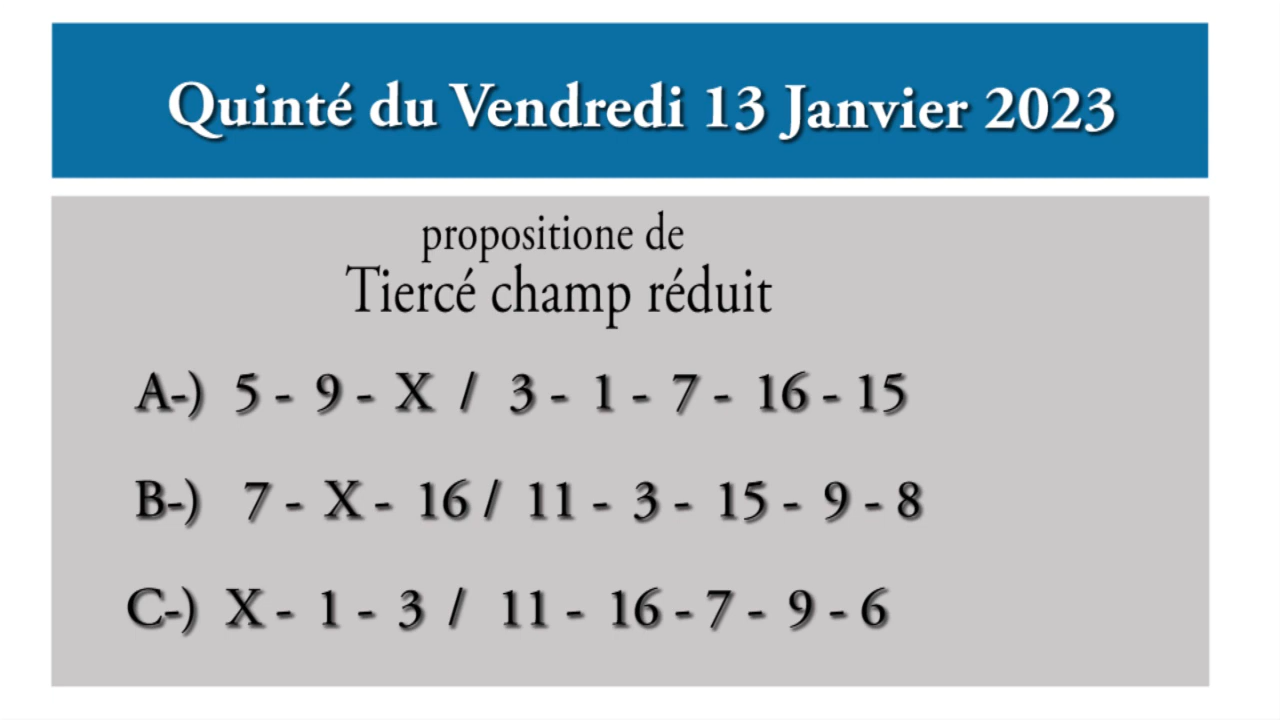 Quinté du Vendredi 13 Janvier 2023
propositione de
Tiercé champ réduit
A-) 5 - 9 - X / 3 - 1 - 7 - 16 - 15
B-) 7 - X - 16 / 11 - 3 - 15 - 9 - 8
C-) X - 1 - 3 / 11 - 16 - 7 - 9 - 6